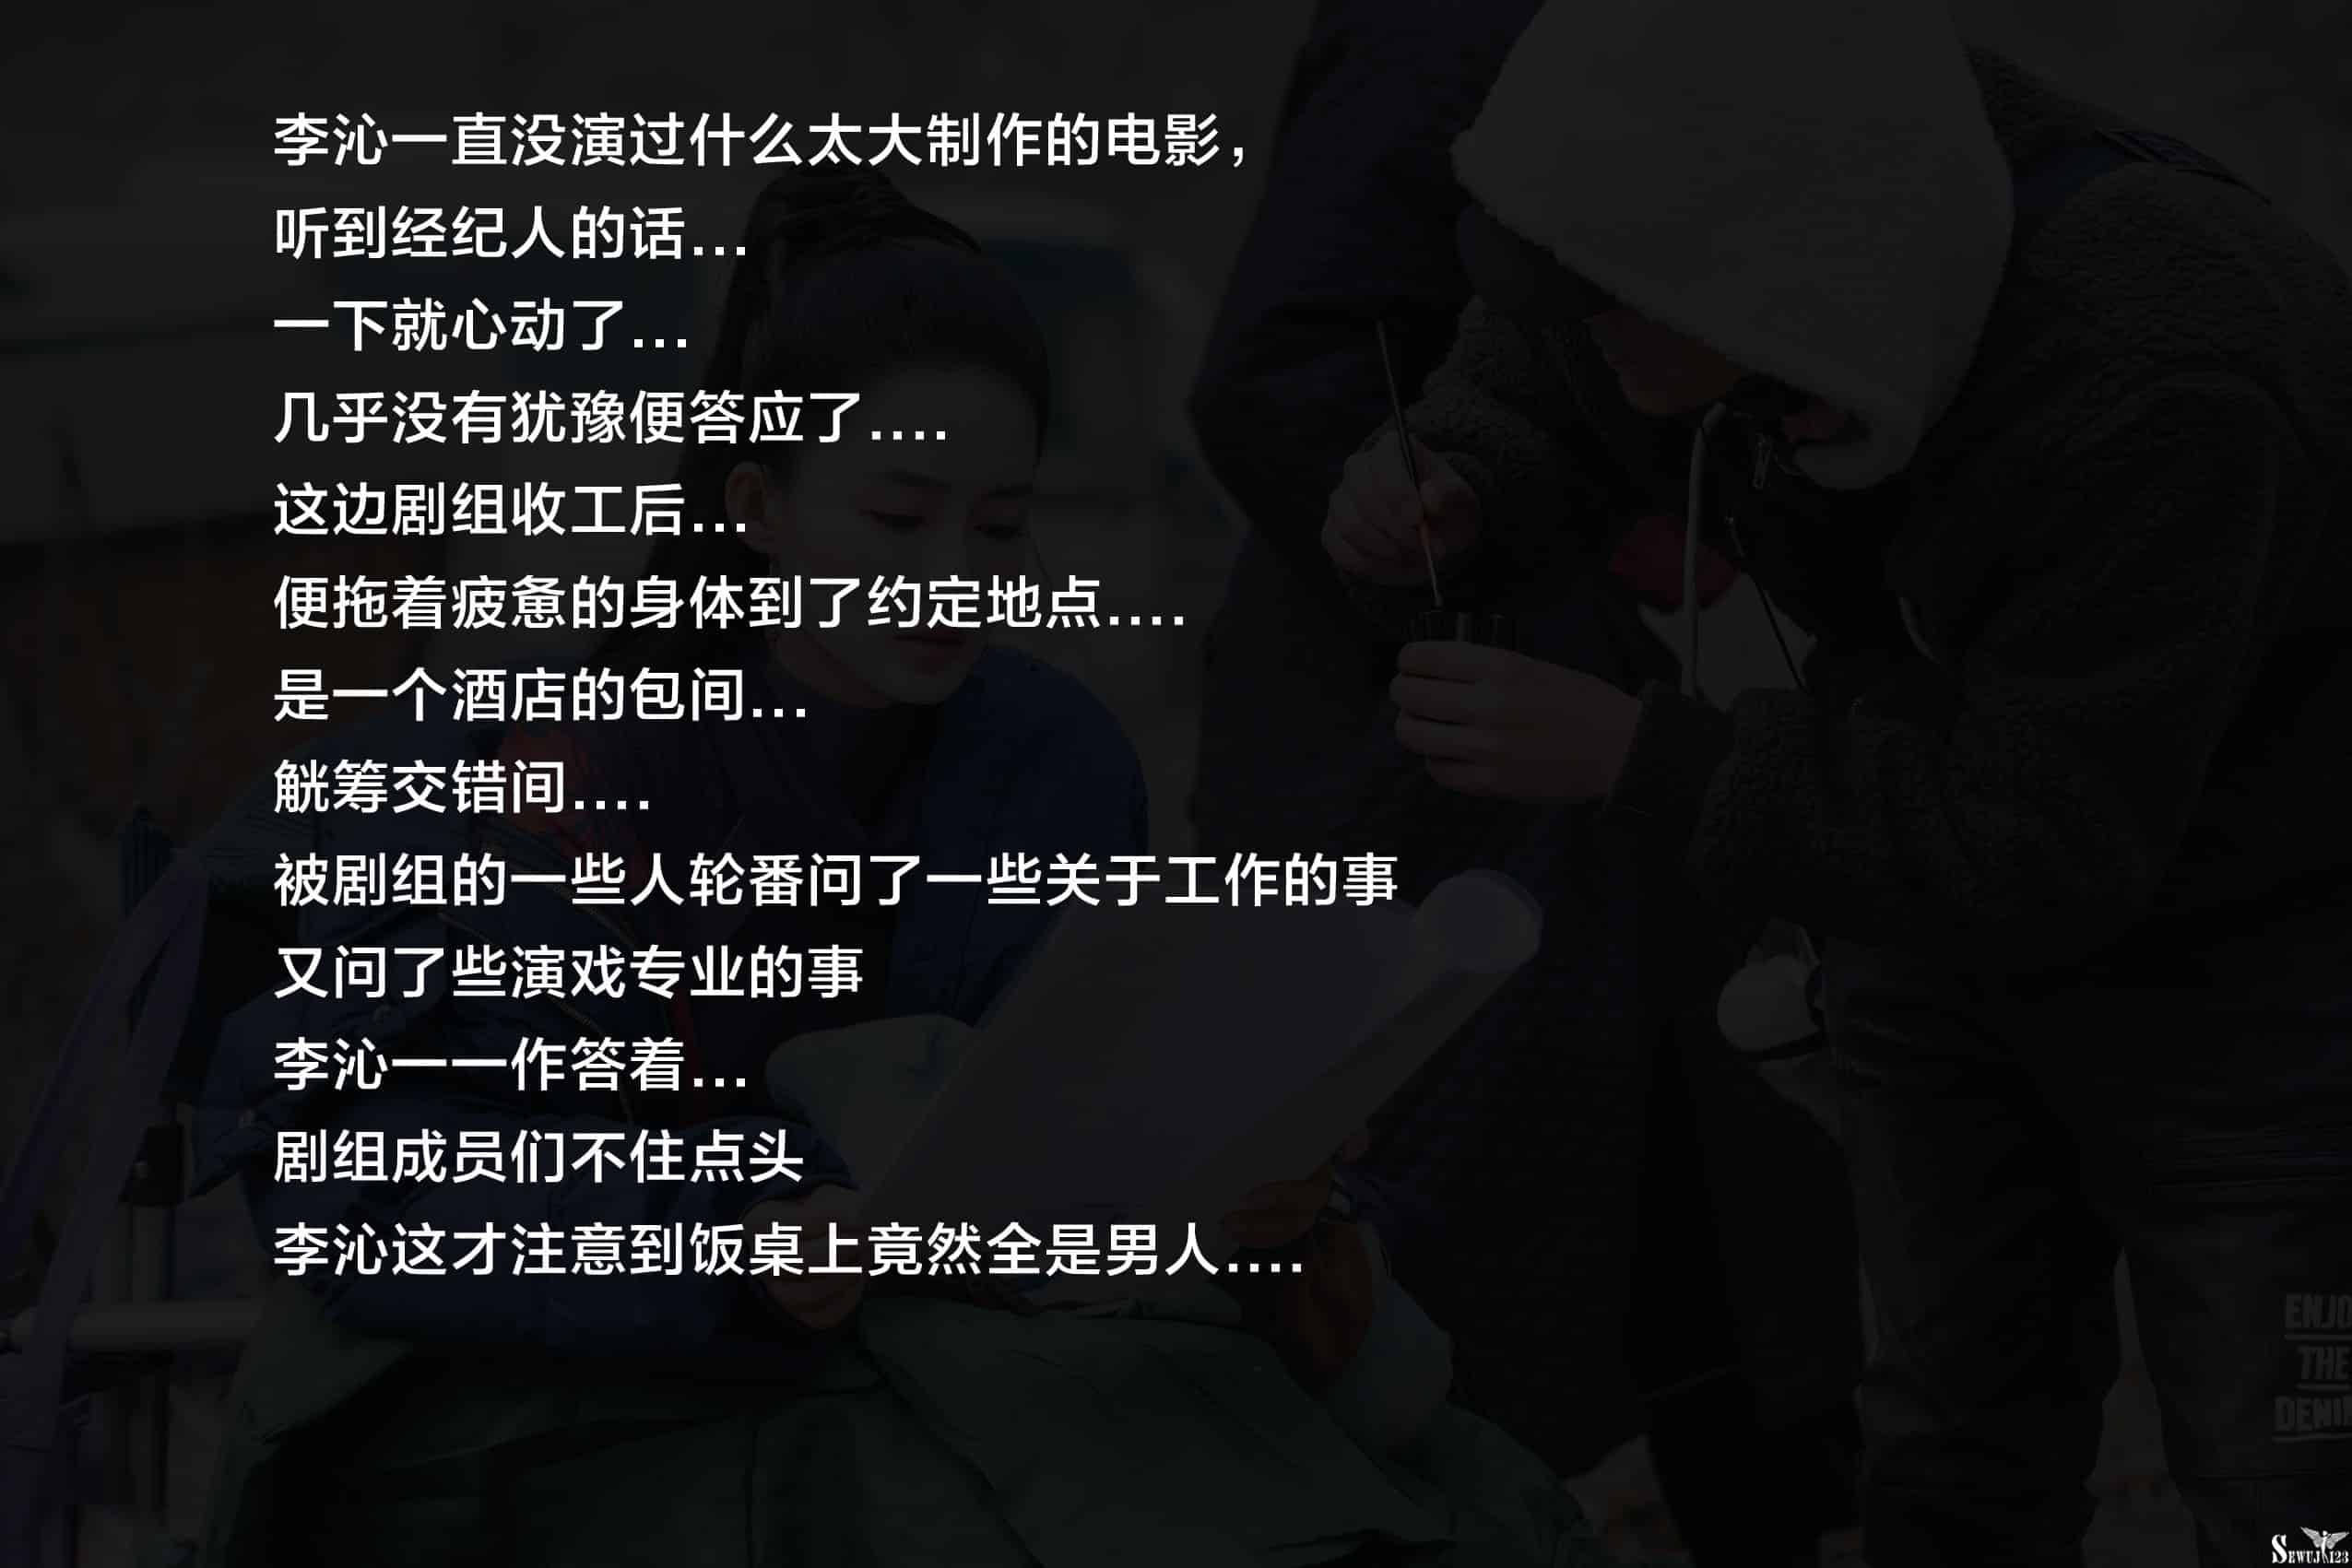 李沁一直没演过什么太大制作的电影，
听到经纪人的话...
一下就心动了...
几乎没有犹豫便答应了....
这边剧组收工后...
便拖着疲惫的身体到了约定地点....
是一个酒店的包间...
觥筹交错间....
被剧组的一些人轮番问了一些关于工作的事
又问了些演戏专业的事
李沁一一作答着...
剧组成员们不住点头
李沁这才注意到饭桌上竟然全是男人....
ENJO
THE
DENI
SEWUJI123